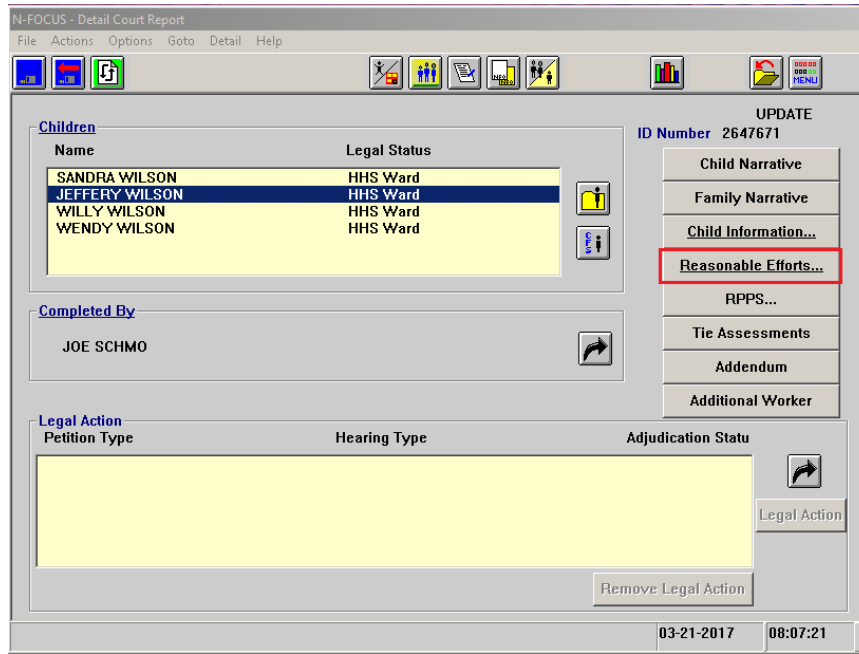 N-FOCUS - Detail Court Report
File Actions Options Goto Detail Help
NEO
MENU
UPDATE
ID Number 2647671
Children
Name Legal Status
SANDRA WILSON HHS Ward
JEFFERY WILSON HHS Ward
WILLY WILSON HHS Ward
WENDY WILSON HHS Ward
CFS
Child Narrative
Family Narrative
Child Information...
Reasonable Efforts...
RPPS...
Tie Assessments
Addendum
Additional Worker
Completed By
JOE SCHMO
Legal Action
Petition Type Hearing Type Adjudication Statu
Legal Action
Remove Legal Action
03-21-2017 08:07:21